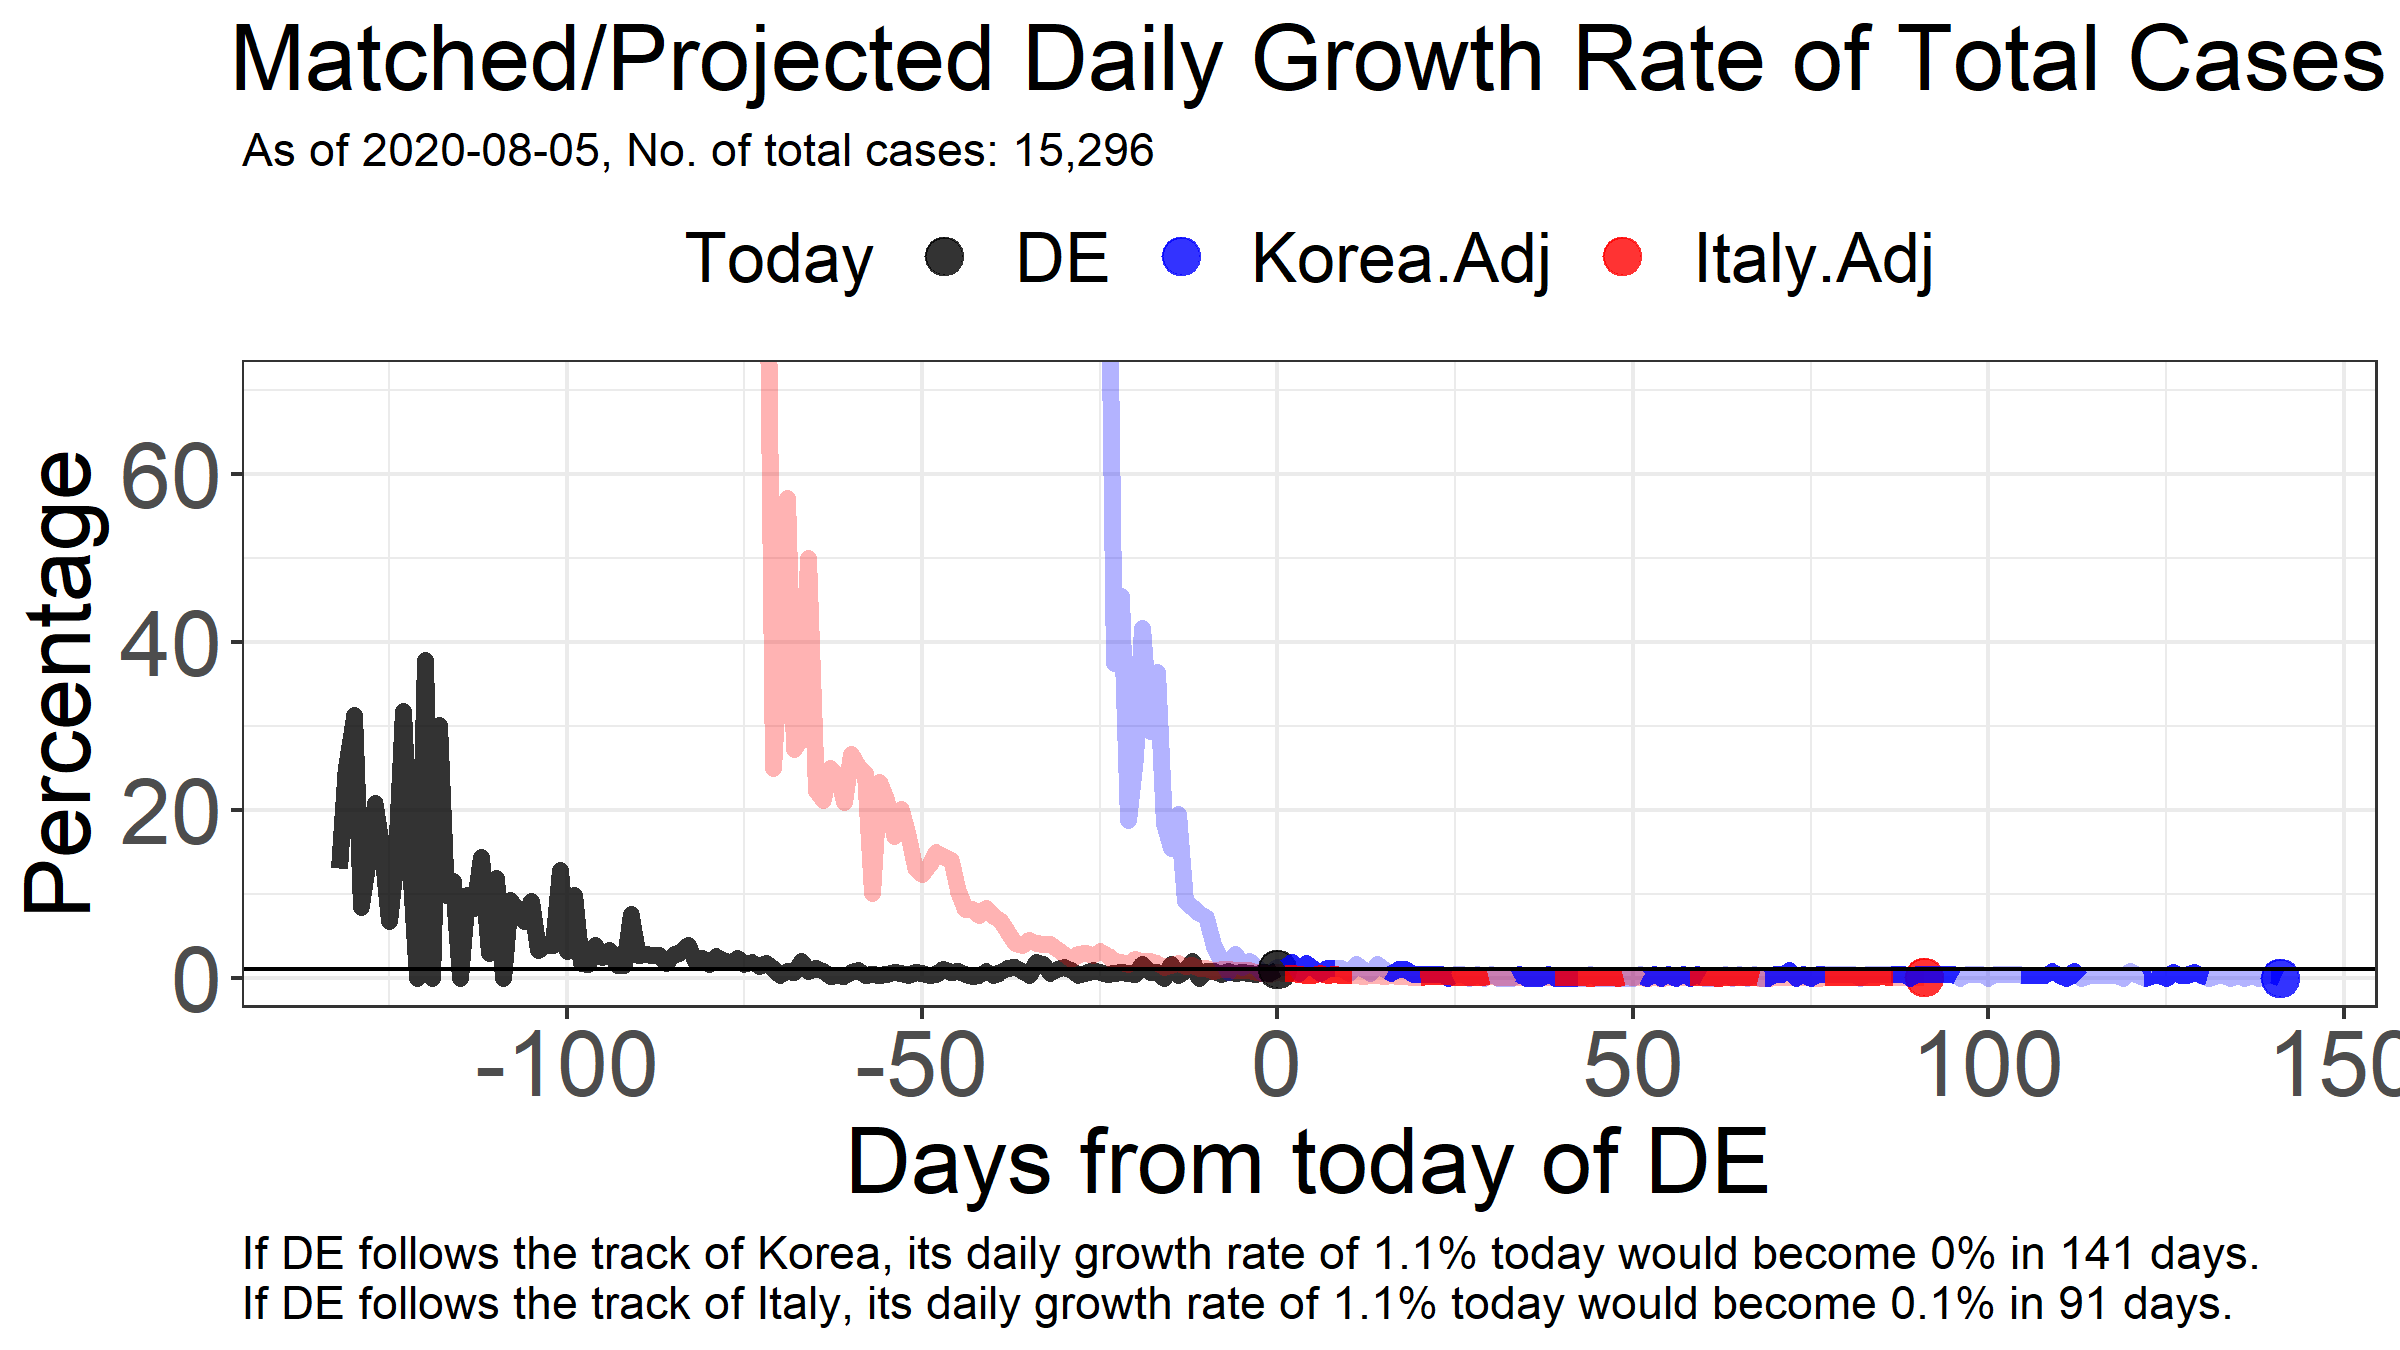 Matched/Projected Daily Growth Rate of Total Cases
As of 2020-08-05, No. of total cases: 15,296
Today DE Korea.Adj Italy.Adj
Percentage
60
40
20
0
-100 -50 0 50 100 150
Days from today of DE
If DE follows the track of Korea, its daily growth rate of 1.1% today would become 0% in 141 days.
If DE follows the track of Italy, its daily growth rate of 1.1% today would become 0.1% in 91 days.